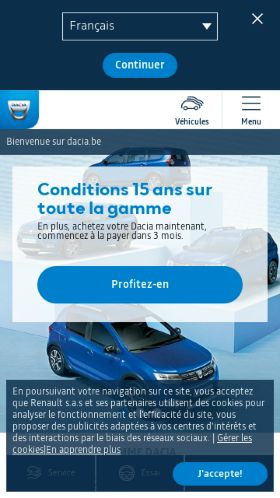 Français
Continuer
DACIA
Véhicules
Menu
Bienvenue sur dacia.be
Conditions 15 ans sur
toute la gamme
En plus, achetez votre Dacia maintenant,
commencez à la payer dans 3 mois.
Profitez-en
En poursuivant votre navigation sur ce site, vous acceptez
que Renault s.a.s et ses partenaires utilisent des cookies pour
analyser le fonctionnement et l'efficacité du site, vous
proposer des publicités adaptées à vos centres d'intérêts et
des interactions par le biais des réseaux sociaux. | Gérer les
cookies|En apprendre plus
Service
Essai
J'accepte!